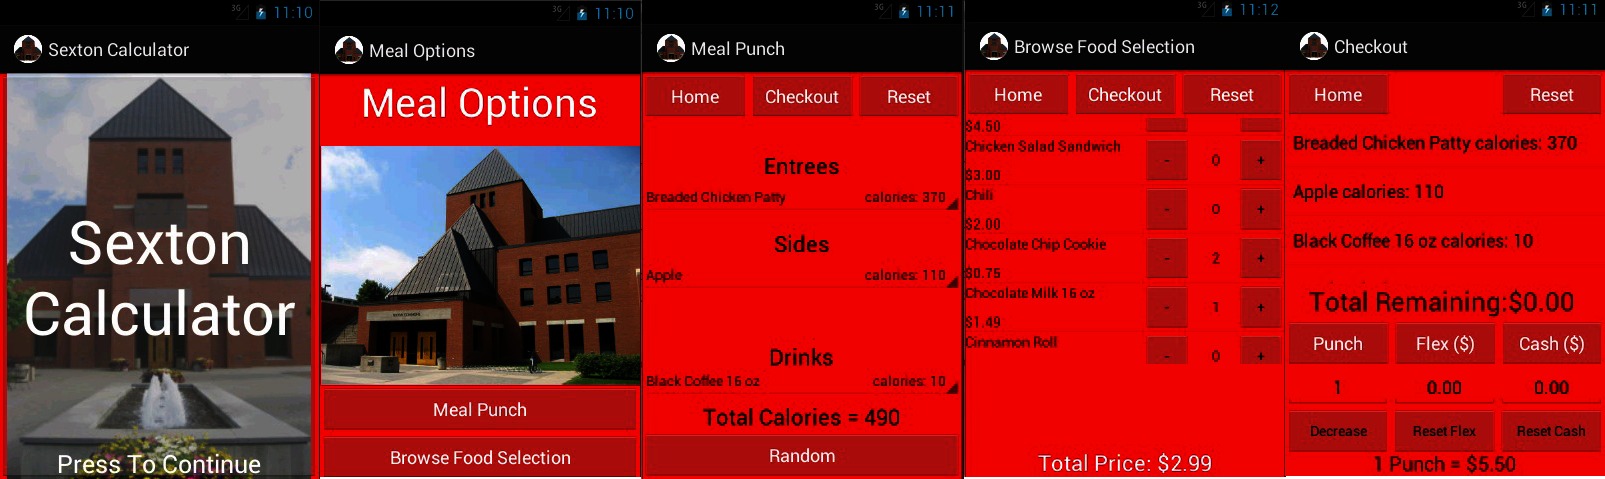 3G 11:10
Sexton Calculator
Sexton
Calculator
Press To Continue
3G 11:10
Meal Options
Meal Options
Meal Punch
Browse Food Selection
3G 11:11
Meal Punch
Home Checkout Reset
Entrees
Breaded Chicken Patty calories: 370
Sides
Apple calories: 110
Drinks
Black Coffee 16 oz calories: 10
Total Calories = 490
Random
3G 11:12
Browse Food Selection
Home Checkout Reset
$4.50
Chicken Salad Sandwich
- 0 +
$3.00
Chili
- 0 +
$2.00
Chocolate Chip Cookie
- 2 +
$0.75
Chocolate Milk 16 oz
- 1 +
$1.49
Cinnamon Roll
- 0 +
Total Price: $2.99
3G 11:11
Checkout
Home Reset
Breaded Chicken Patty calories: 370
Apple calories: 110
Black Coffee 16 oz calories: 10
Total Remaining:$0.00
Punch Flex ($) Cash ($)
1 0.00 0.00
Decrease Reset Flex Reset Cash
1 Punch = $5.50